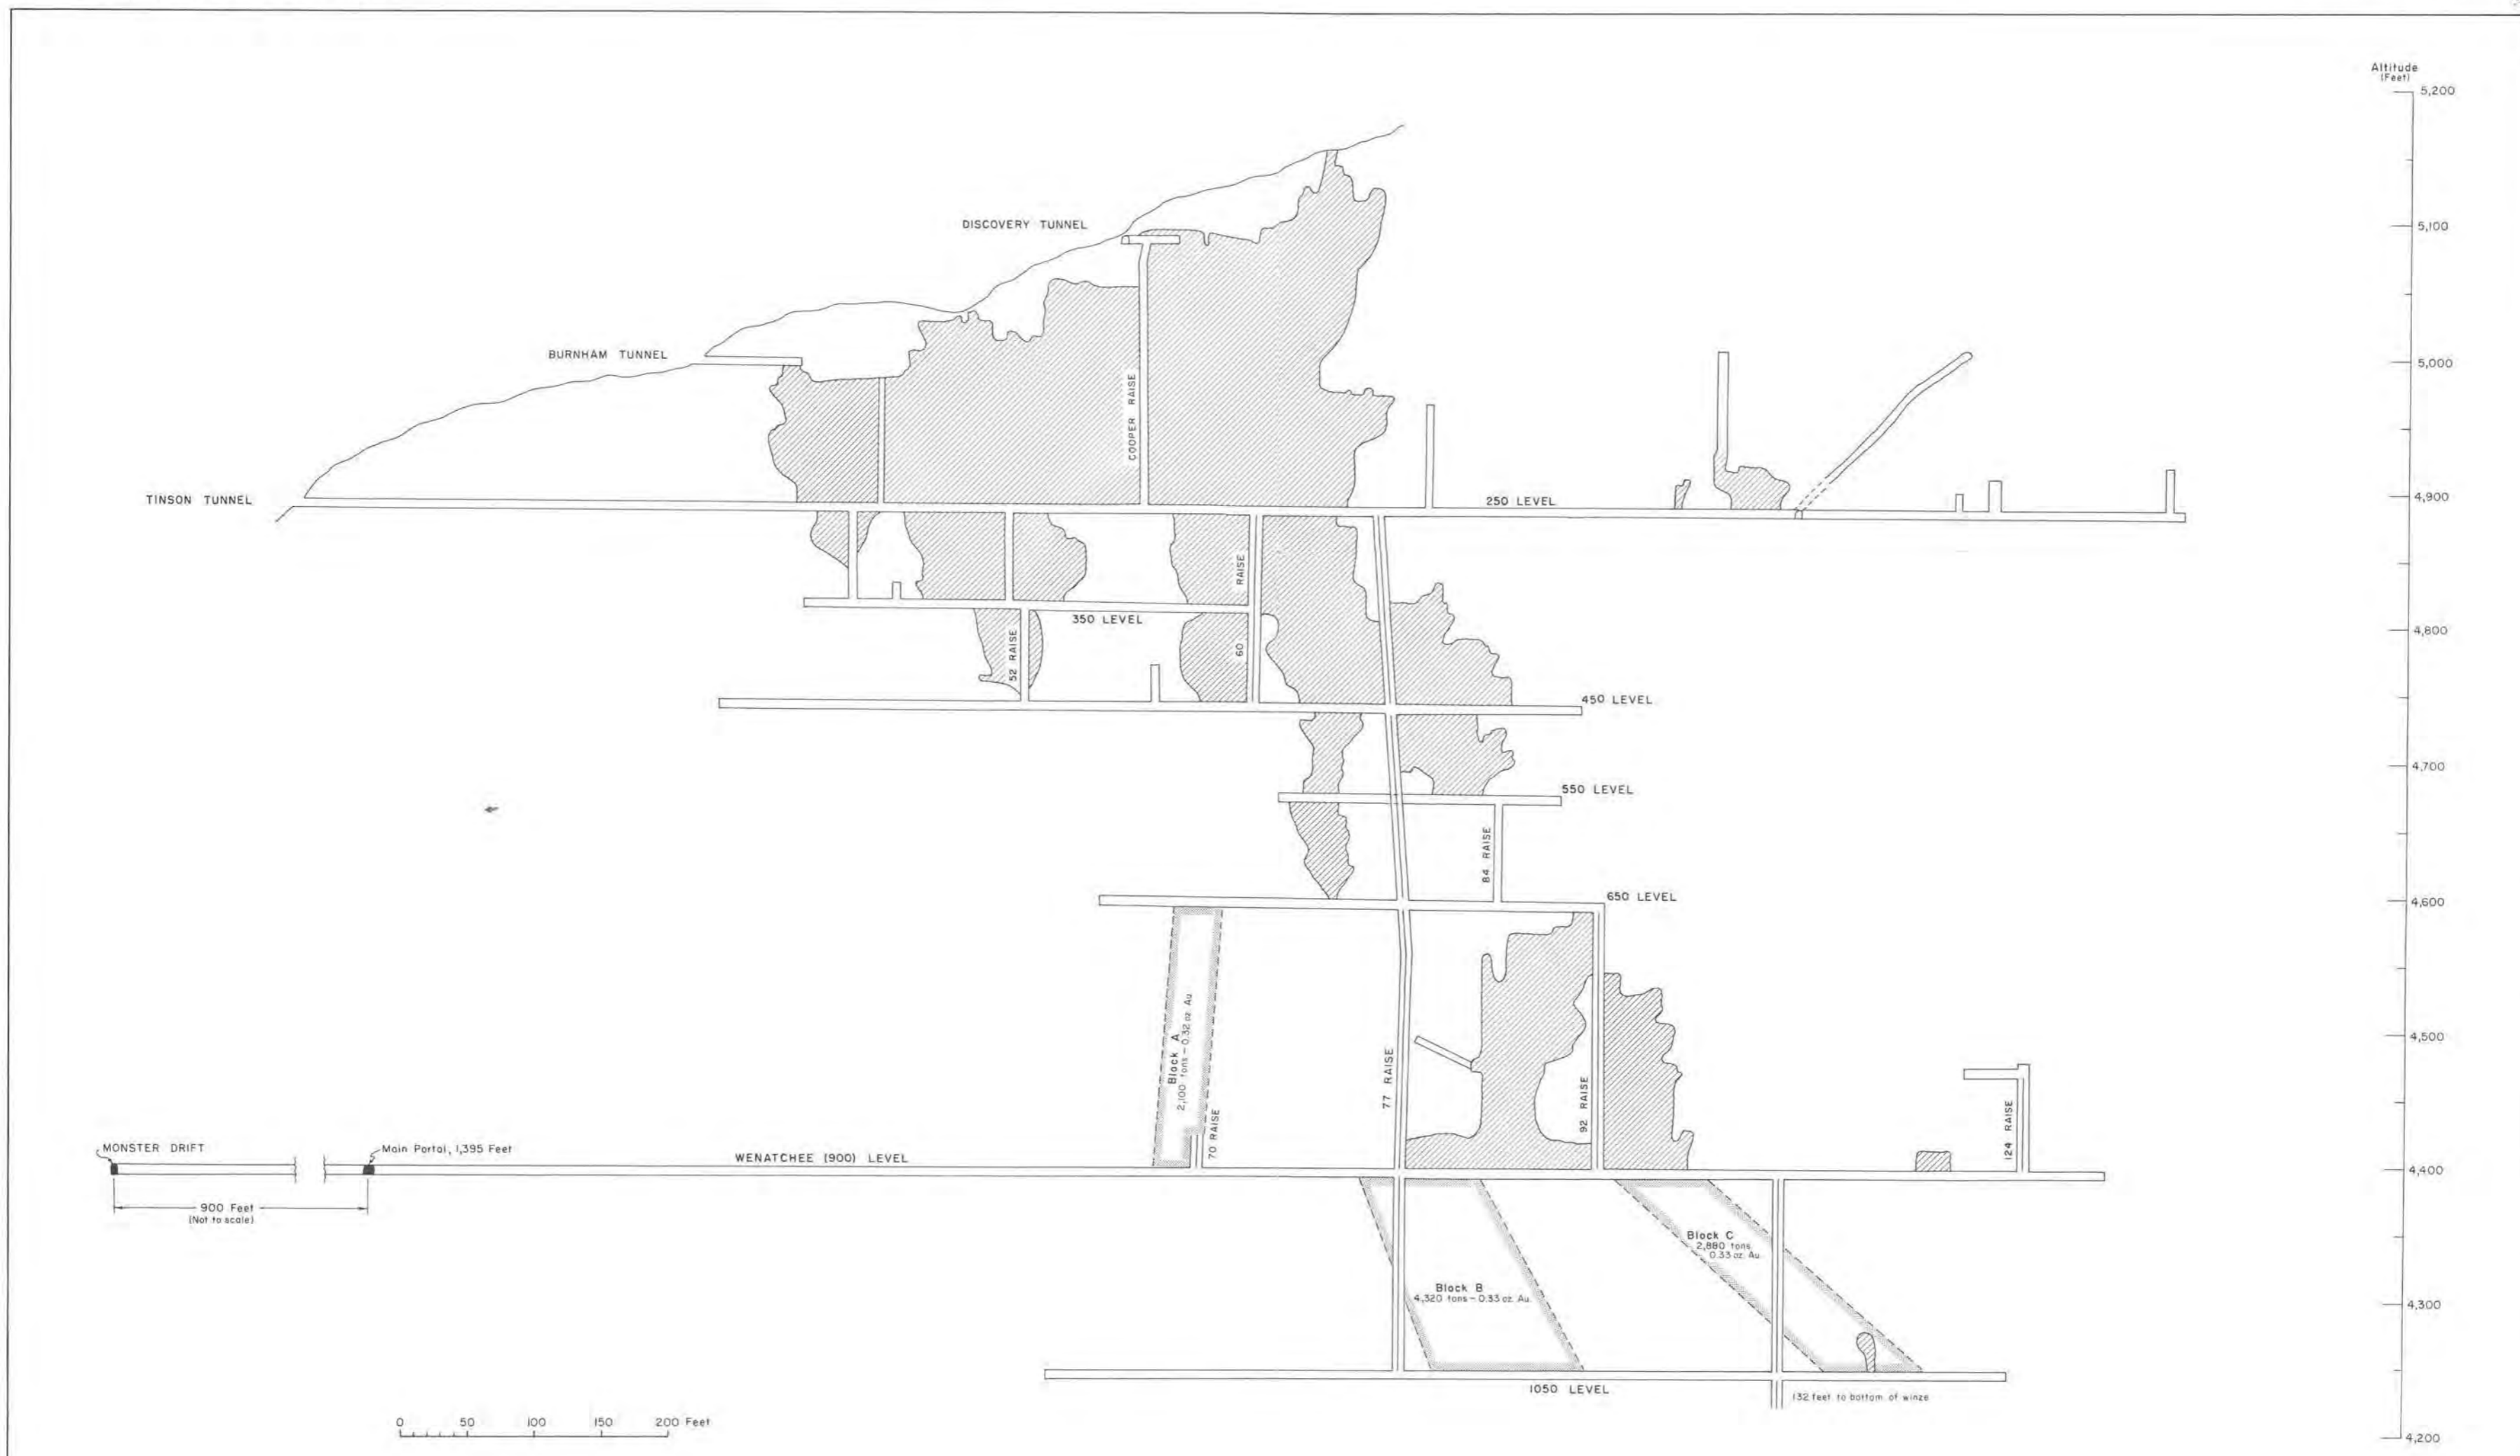 Altitude
(Feet)
5,200
DISCOVERY TUNNEL
5,100
BURNHAM TUNNEL
5,000
COOPER RAISE
TINSON TUNNEL
250 LEVEL
4,900
60 RAISE
350 LEVEL
4,800
52 RAISE
450 LEVEL
4,700
550 LEVEL
84 RAISE
650 LEVEL
4,600
Block A
2,100 tons – 0.32 oz. Au
4,500
77 RAISE
92 RAISE
70 RAISE
124 RAISE
MONSTER DRIFT
Main Portal, 1,395 Feet
WENATCHEE (900) LEVEL
4,400
900 Feet
(Not to scale)
Block C
2,880 tons
0.33 oz. Au
Block B
4,320 tons – 0.33 oz. Au.
4,300
1050 LEVEL
132 feet to bottom of winze
0 50 100 150 200 Feet
4,200